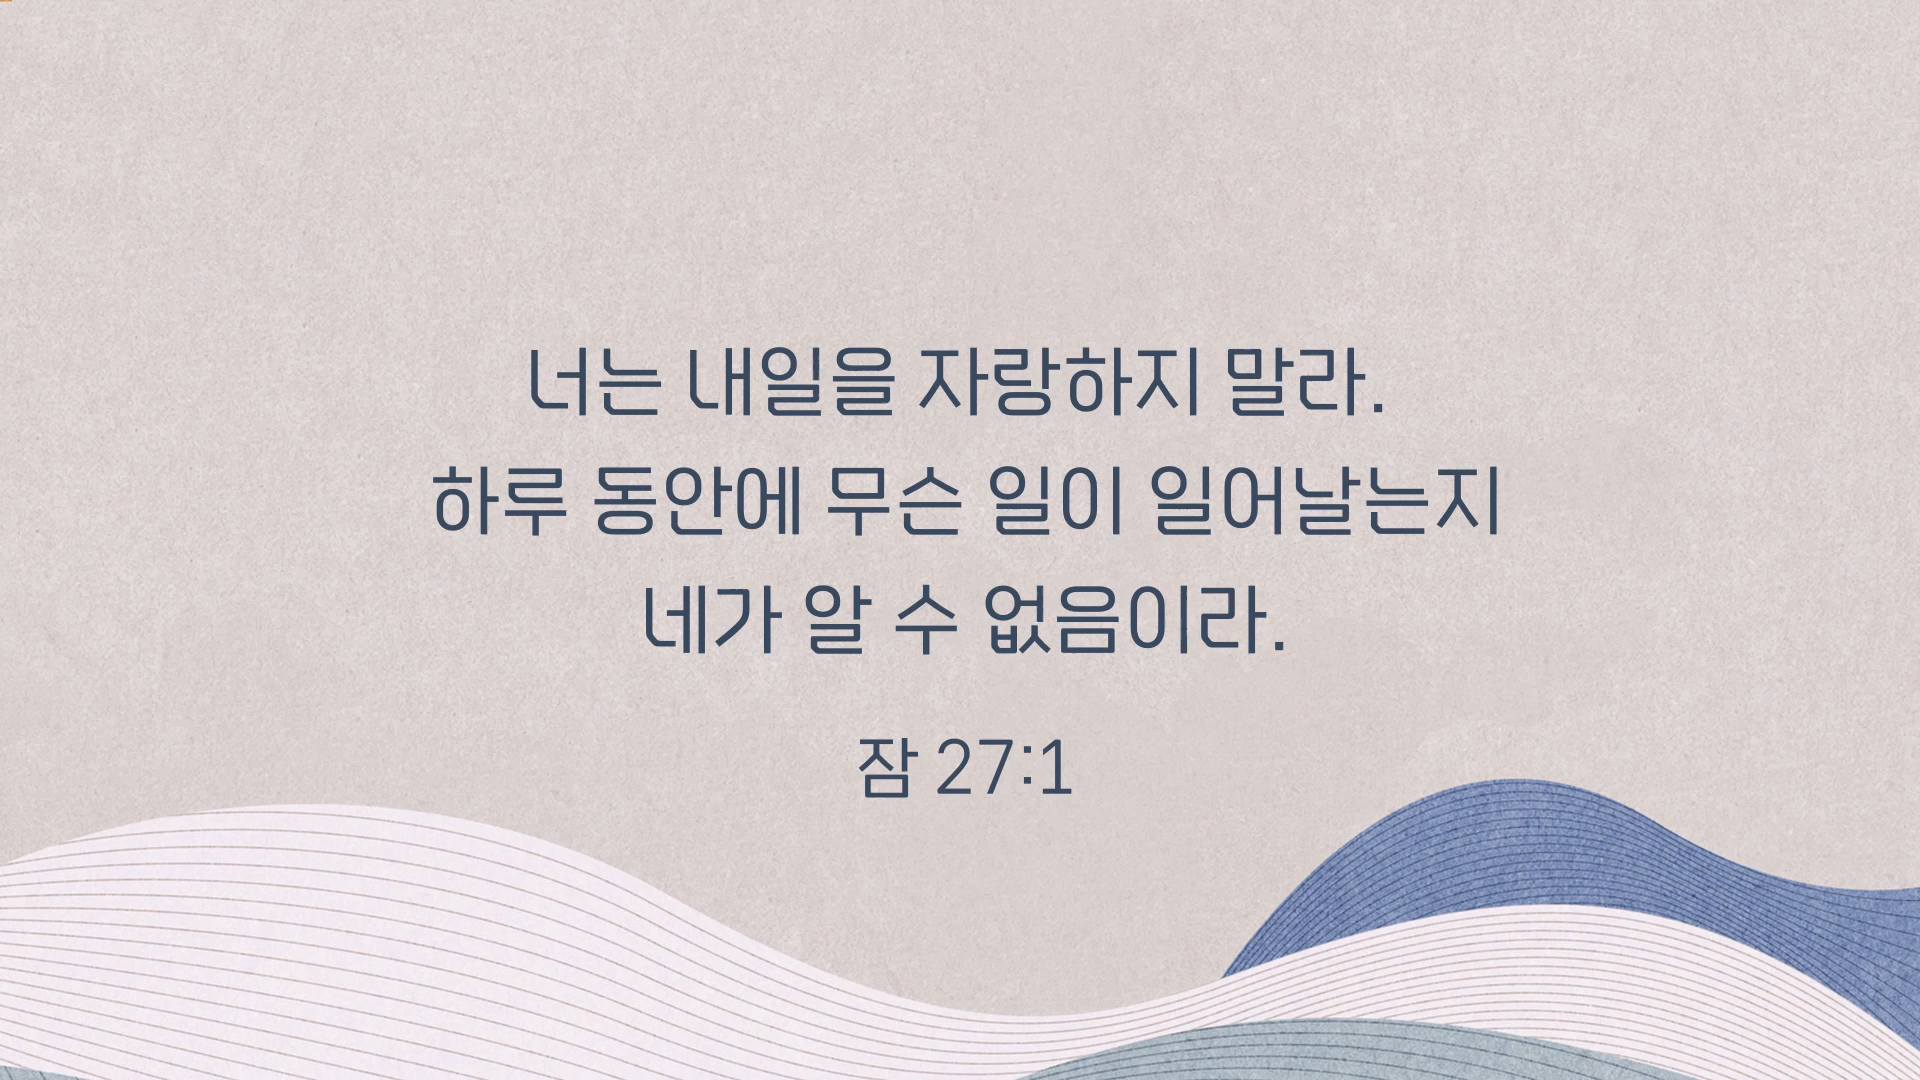 너는 내일을 자랑하지 말라.
하루 동안에 무슨 일이 일어날는지
네가 알 수 없음이라.
잠 27:1